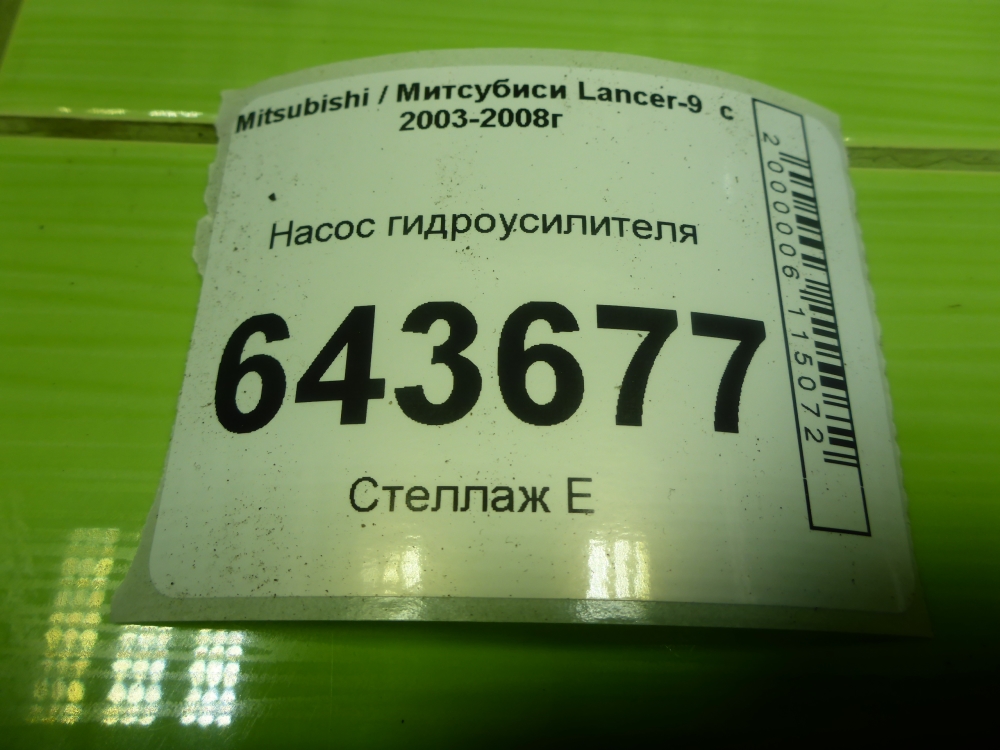 Mitsubishi / Митсубиси Lancer-9 с
2003-2008г
Насос гидроусилителя
643677
Стеллаж Е
2000006115072